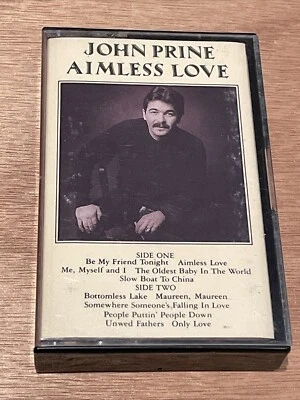 JOHN PRINE
AIMLESS LOVE
SIDE ONE
Be My Friend Tonight Aimless Love
Me, Myself and I The Oldest Baby In The World
Slow Boat To China
SIDE TWO
Bottomless Lake Maureen, Maureen
Somewhere Someone's Falling In Love
People Puttin' People Down
Unwed Fathers Only Love